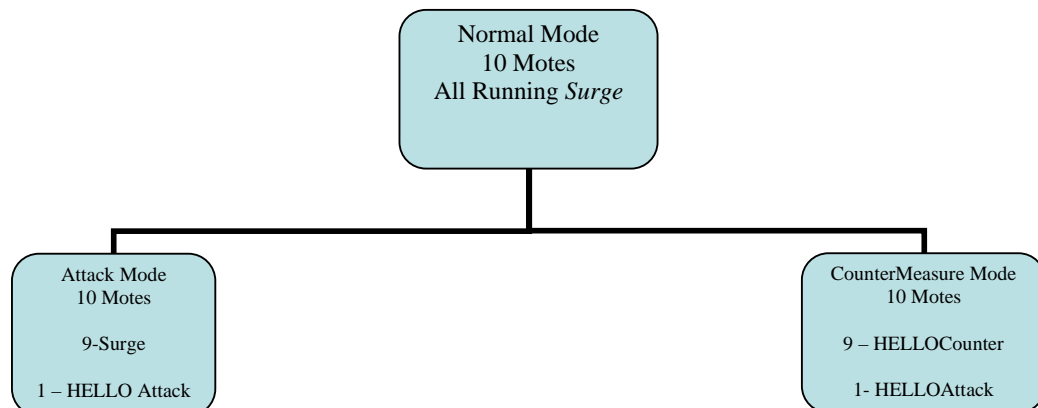 Normal Mode
10 Motes
All Running Surge
Attack Mode
10 Motes
9-Surge
1 – HELLO Attack
CounterMeasure Mode
10 Motes
9 – HELLOCounter
1- HELLOAttack